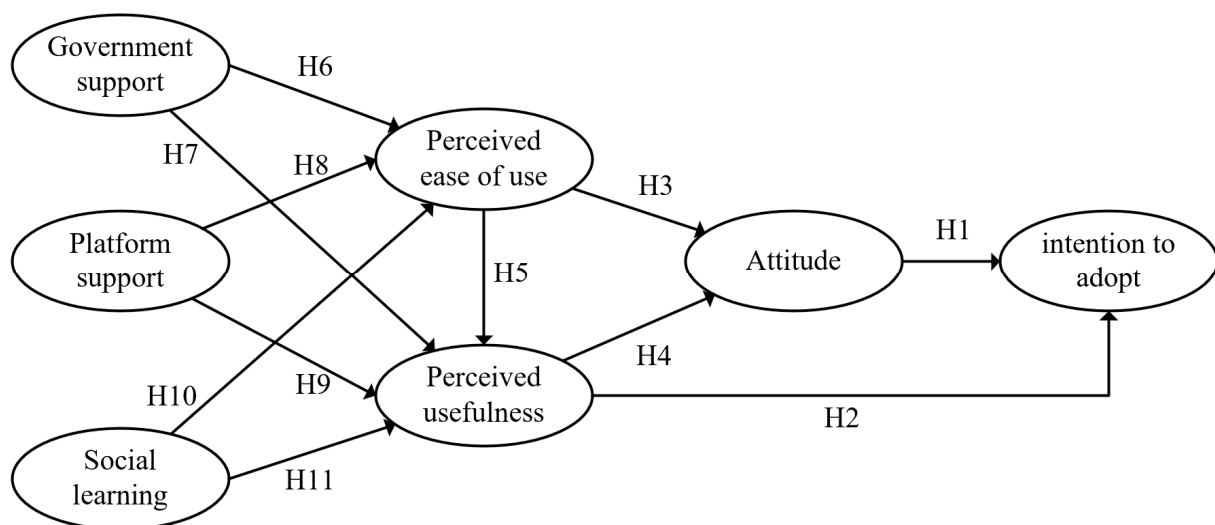 Government
support
H6
H7
Perceived
ease of use
H8
H3
Platform
support
H5
Attitude
H1
intention to
adopt
H9
H10
H4
Perceived
usefulness
H2
Social
learning
H11